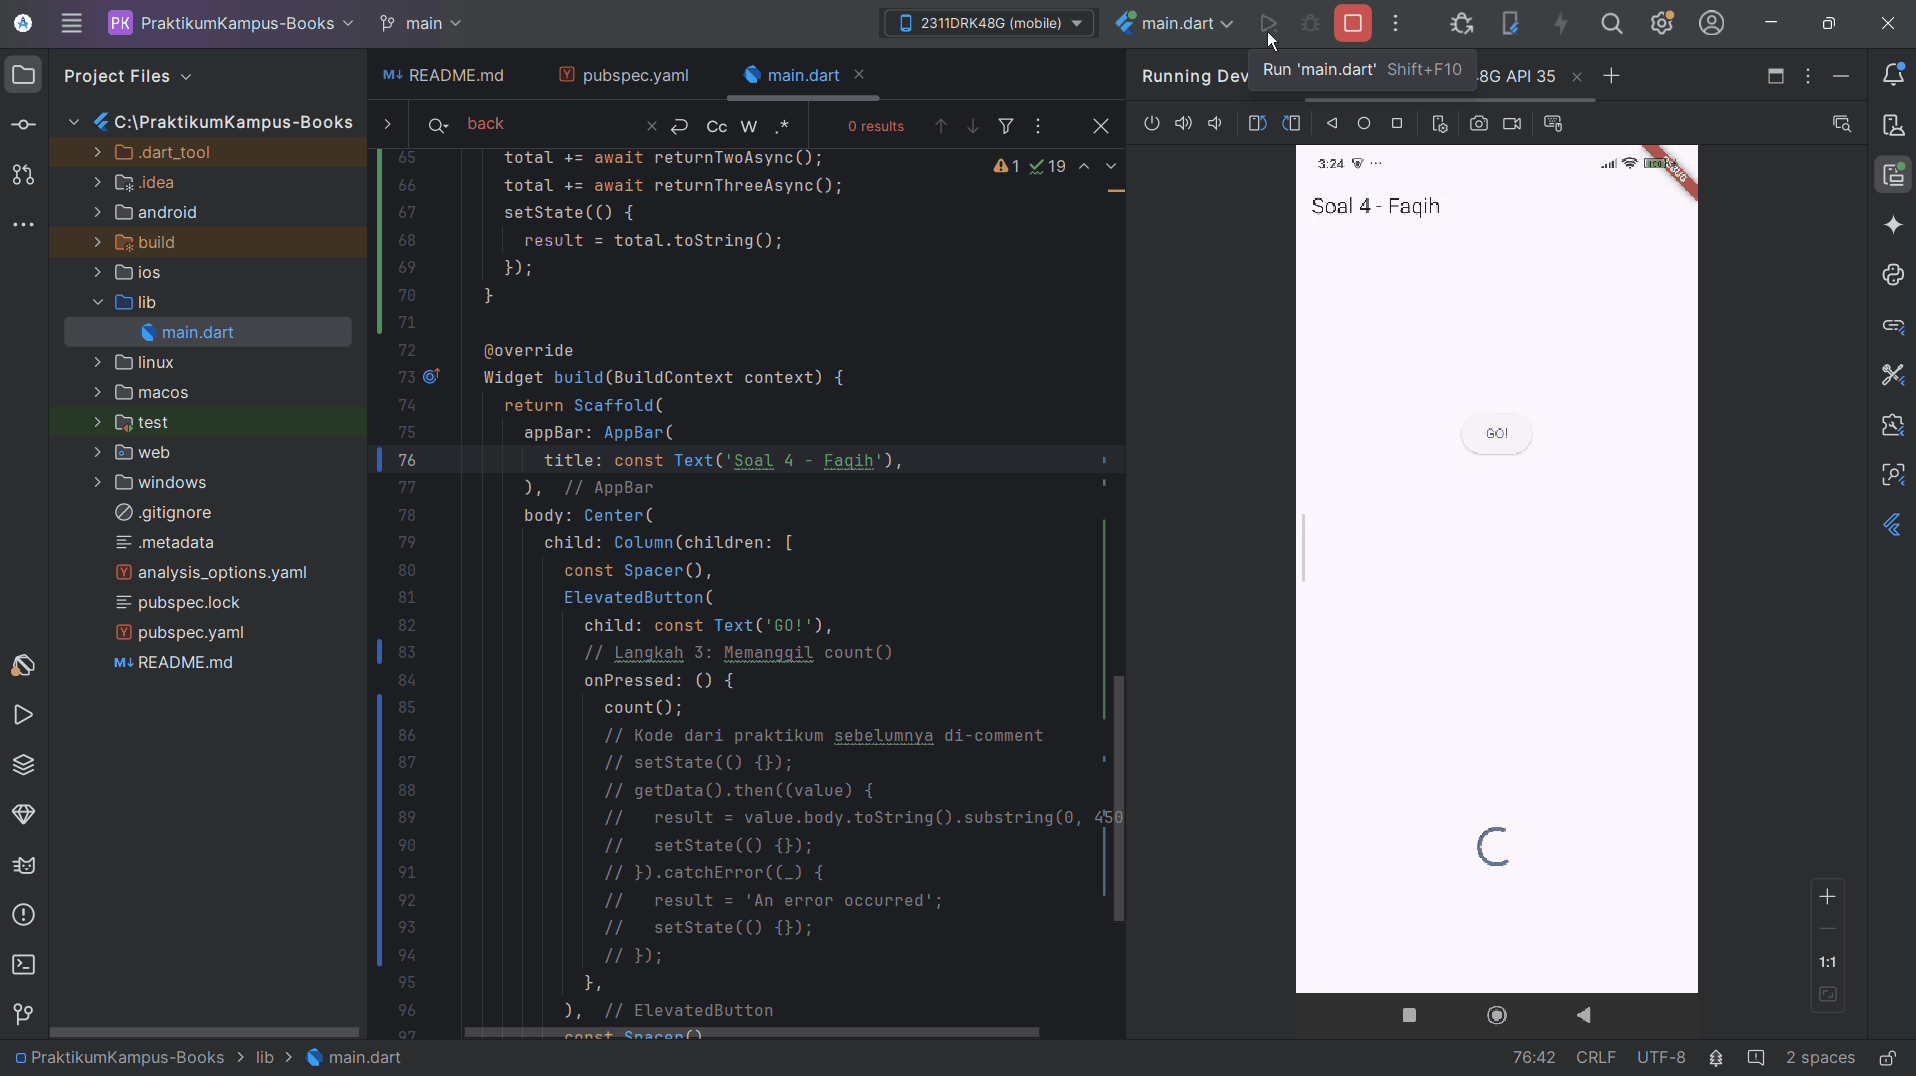 PK PraktikumKampus-Books main 2311DRK48G (mobile) main.dart
Project Files
README.md pubspec.yaml main.dart
Running Dev 8G API 35
Run 'main.dart' Shift+F10
back Cc W .* 0 results
C:\PraktikumKampus-Books
.dart_tool
.idea
android
build
ios
lib
main.dart
linux
macos
test
web
windows
.gitignore
.metadata
analysis_options.yaml
pubspec.lock
pubspec.yaml
README.md
1 19
65 total += await returnTwoAsync();
66 total += await returnThreeAsync();
67 setState(() {
68 result = total.toString();
69 });
70 }
71
72 @override
73 Widget build(BuildContext context) {
74 return Scaffold(
75 appBar: AppBar(
76 title: const Text('Soal 4 - Faqih'),
77 ), // AppBar
78 body: Center(
79 child: Column(children: [
80 const Spacer(),
81 ElevatedButton(
82 child: const Text('GO!'),
83 // Langkah 3: Memanggil count()
84 onPressed: () {
85 count();
86 // Kode dari praktikum sebelumnya di-comment
87 // setState(() {});
88 // getData().then((value) {
89 // result = value.body.toString().substring(0, 450
90 // setState(() {});
91 // }).catchError((_) {
92 // result = 'An error occurred';
93 // setState(() {});
94 // });
95 },
96 ), // ElevatedButton
97 const Spacer()
3:24 100
DEBUG
Soal 4 - Faqih
GO!
1:1
PraktikumKampus-Books > lib > main.dart
76:42 CRLF UTF-8 2 spaces